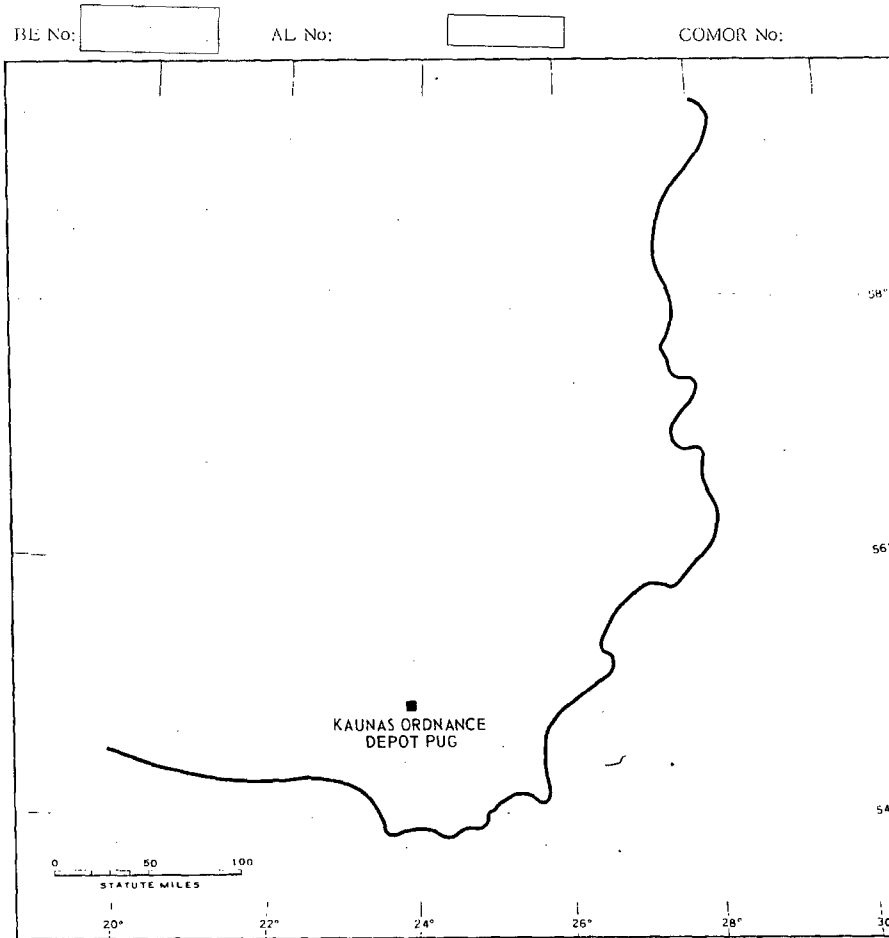 BE No: AL No: COMOR No:
58°
56°
KAUNAS ORDNANCE
DEPOT PUG
54
0 50 100
STATUTE MILES
20° 22° 24° 26° 28° 30